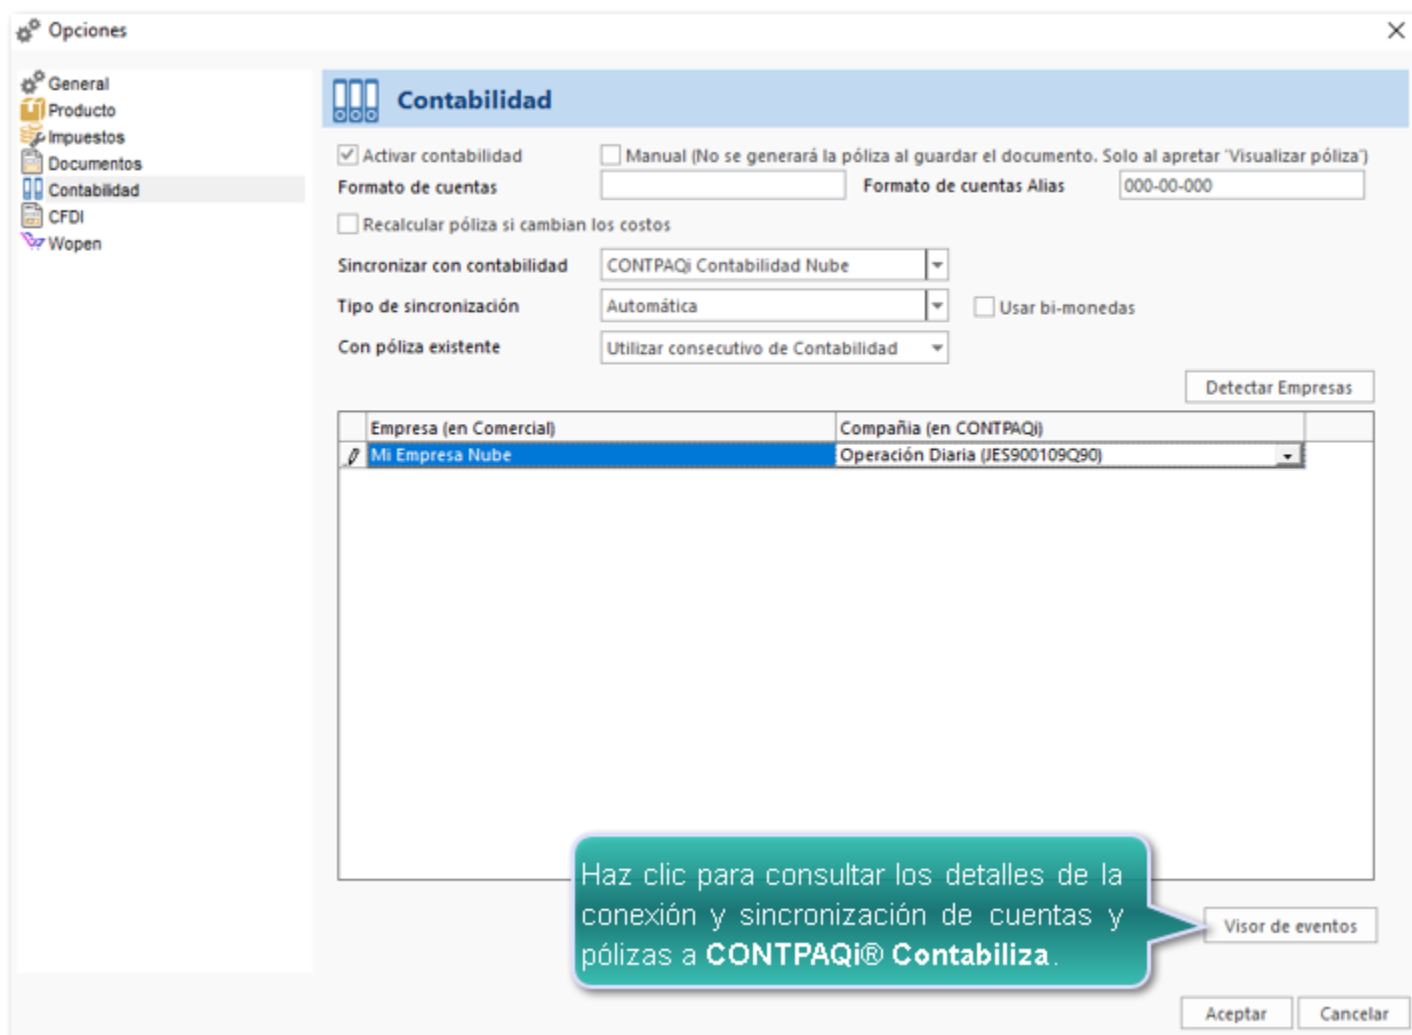 Opciones
General
Producto
Impuestos
Documentos
Contabilidad
CFDI
Wopen
Contabilidad
Activar contabilidad
Manual (No se generará la póliza al guardar el documento. Solo al apretar 'Visualizar póliza')
Formato de cuentas
Formato de cuentas Alias
000-00-000
Recalcular póliza si cambian los costos
Sincronizar con contabilidad
CONTPAQi Contabilidad Nube
Tipo de sincronización
Automática
Usar bi-monedas
Con póliza existente
Utilizar consecutivo de Contabilidad
Detectar Empresas
Empresa (en Comercial)
Compañia (en CONTPAQi)
Mi Empresa Nube
Operación Diaria (JES900109Q90)
Haz clic para consultar los detalles de la
conexión y sincronización de cuentas y
pólizas a CONTPAQi® Contabiliza.
Visor de eventos
Aceptar
Cancelar